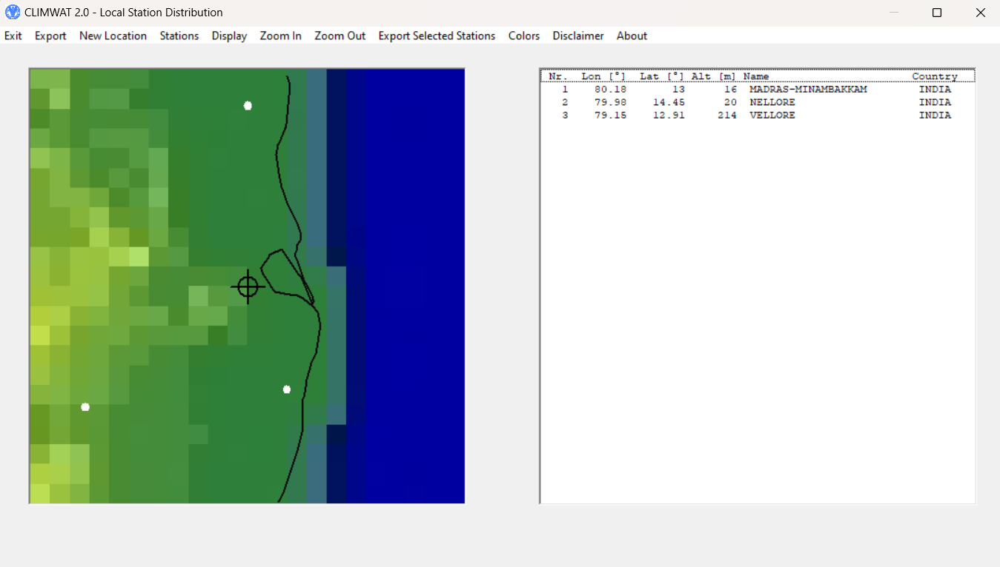 CLIMWAT 2.0 - Local Station Distribution
Exit Export New Location Stations Display Zoom In Zoom Out Export Selected Stations Colors Disclaimer About
Nr. Lon [°] Lat [°] Alt [m] Name Country
1 80.18 13 16 MADRAS-MINAMBAKKAM INDIA
2 79.98 14.45 20 NELLORE INDIA
3 79.15 12.91 214 VELLORE INDIA